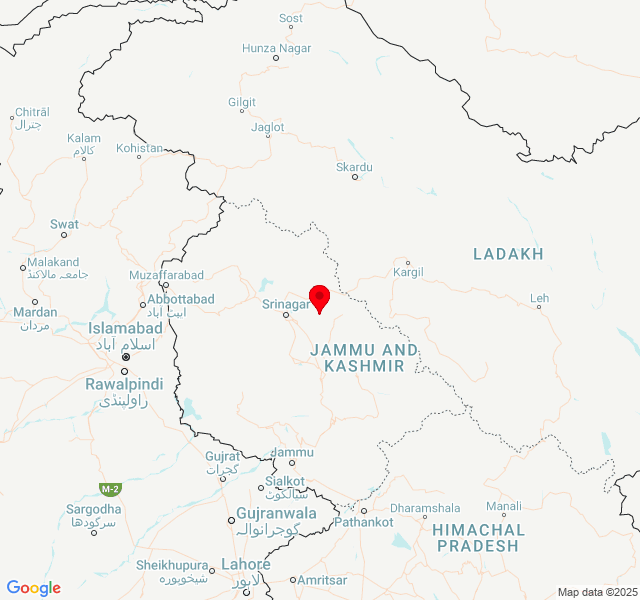 Sost
Hunza Nagar
Gilgit
Chitrāl
چترال
Jaglot
Kalam
کالام
Kohistan
Skardu
Swat
LADAKH
Malakand
جامعہ مالاکنڈ
Muzaffarabad
Kargil
Mardan
مردان
Abbottabad
ایبٹ آباد
Srinagar
Leh
Islamabad
اسلام آباد
JAMMU AND
KASHMIR
Rawalpindi
راولپنڈی
Jammu
Gujrat
گجرات
Sialkot
سیالکوٹ
M-2
Sargodha
سرگودھا
Gujranwala
گوجرانوالہ
Pathankot
Dharamshala
Manali
HIMACHAL
PRADESH
Sheikhupura
شیخوپورہ
Lahore
لاہور
Amritsar
Google
Map data ©2025